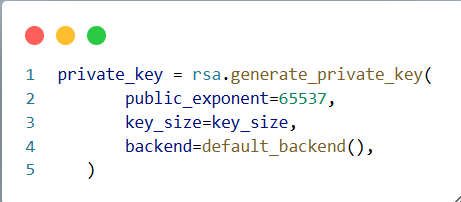 1 private_key = rsa.generate_private_key(
2 public_exponent=65537,
3 key_size=key_size,
4 backend=default_backend(),
5 )